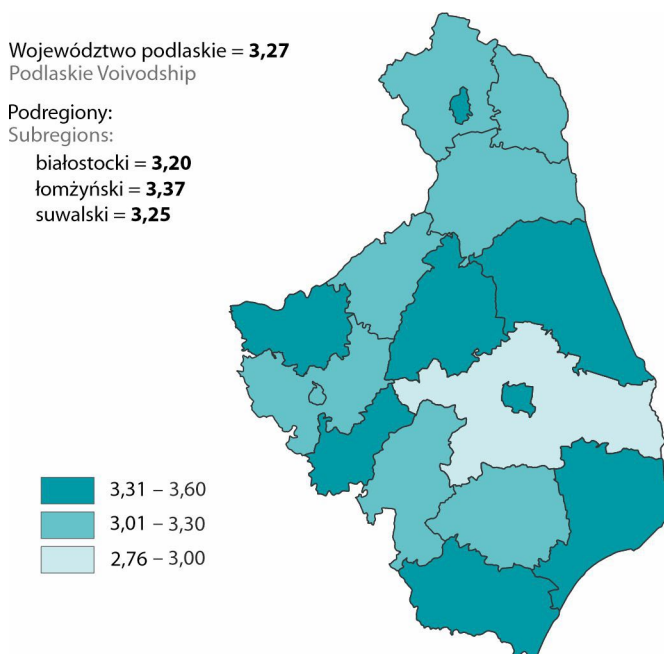 Województwo podlaskie = 3,27
Podlaskie Voivodship
Podregiony:
Subregions:
białostocki = 3,20
łomżyński = 3,37
suwalski = 3,25
3,31 – 3,60
3,01 – 3,30
2,76 – 3,00